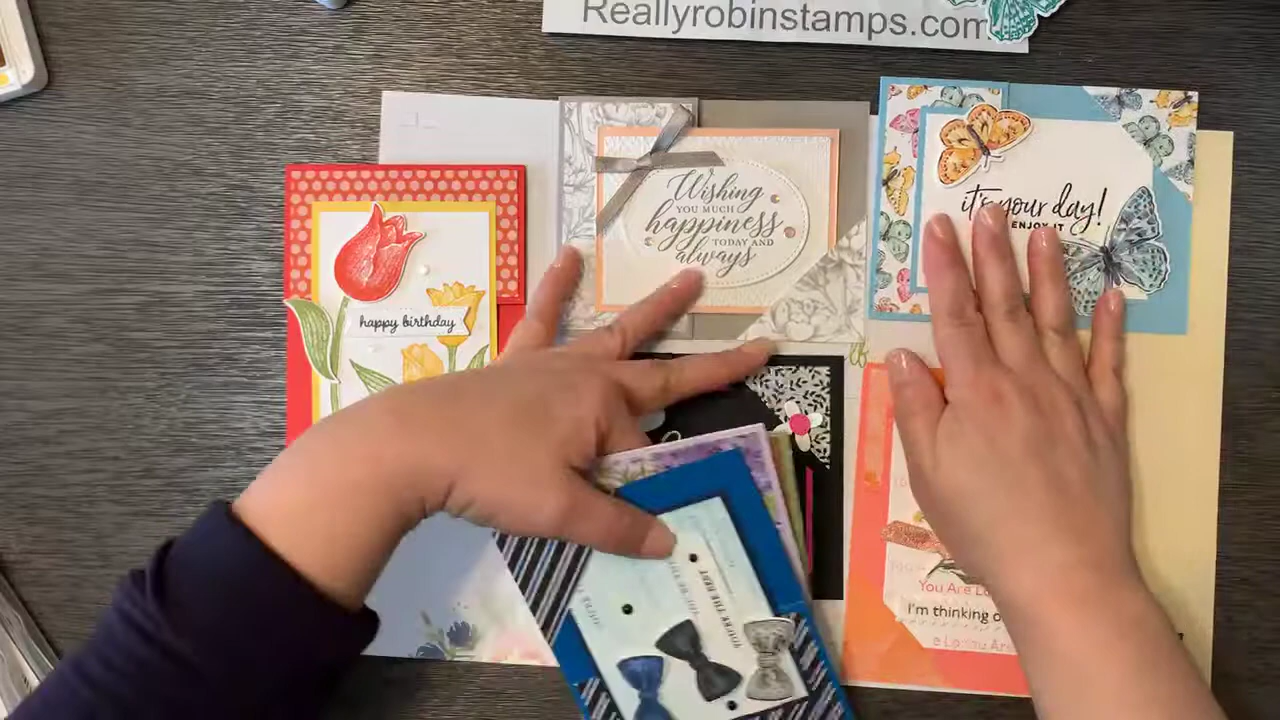 Reallyrobinstamps.com
Wishing
YOU MUCH
happiness
TODAY AND
always
it's your day!
ENJOY IT
happy birthday
You Are Lo
I'm thinking o